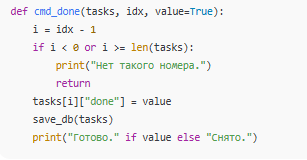 def cmd_done(tasks, idx, value=True):
    i = idx - 1
    if i < 0 or i >= len(tasks):
        print("Нет такого номера.")
        return
    tasks[i]["done"] = value
    save_db(tasks)
    print("Готово." if value else "Снято.")